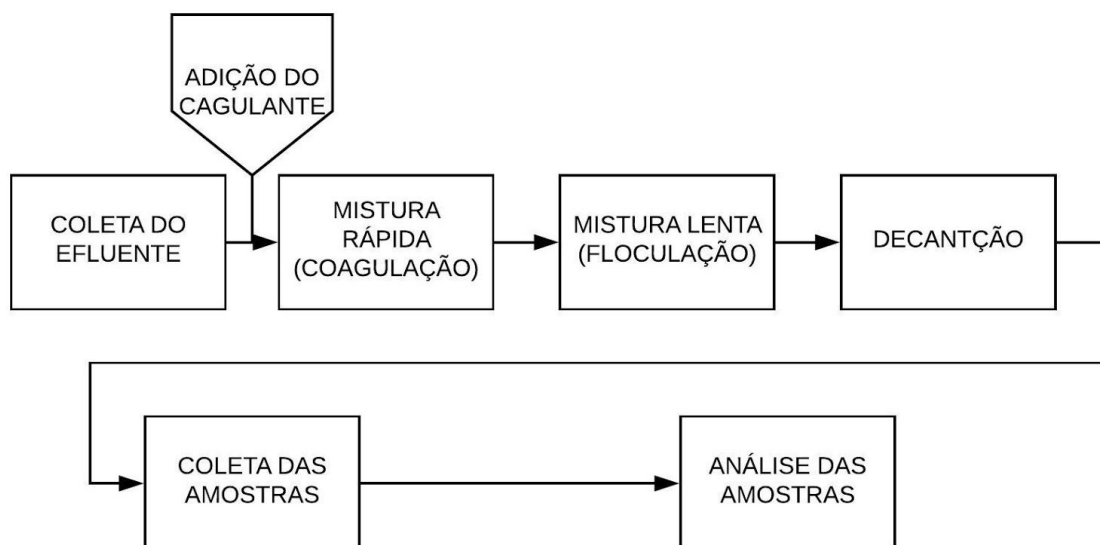 ADIÇÃO DO
CAGULANTE
COLETA DO
EFLUENTE
MISTURA
RÁPIDA
(COAGULAÇÃO)
MISTURA LENTA
(FLOCULAÇÃO)
DECANTÇÃO
COLETA DAS
AMOSTRAS
ANÁLISE DAS
AMOSTRAS